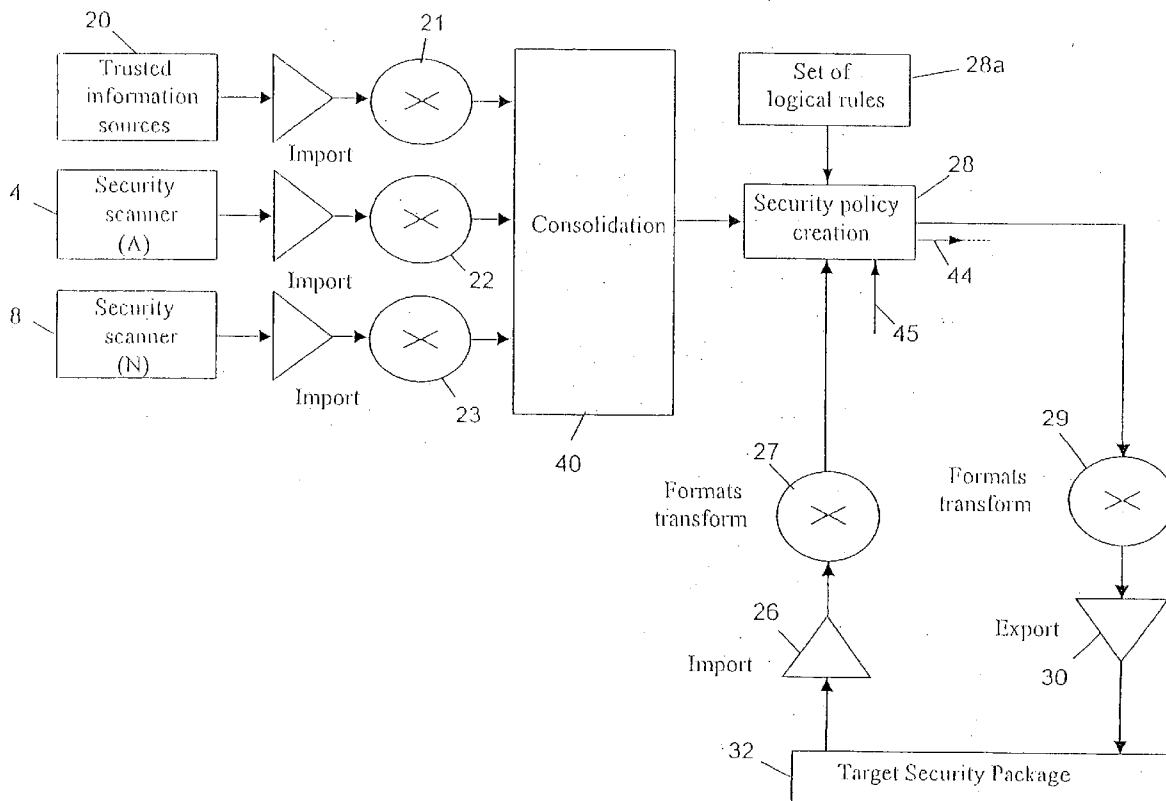 20
21
Trusted
information
sources
Import
Set of
logical rules
28a
4
Security
scanner
(A)
Import
22
Consolidation
Security policy
creation
28
44
45
8
Security
scanner
(N)
Import
23
40
27
Formats
transform
29
Formats
transform
26
Import
Export
30
32
Target Security Package